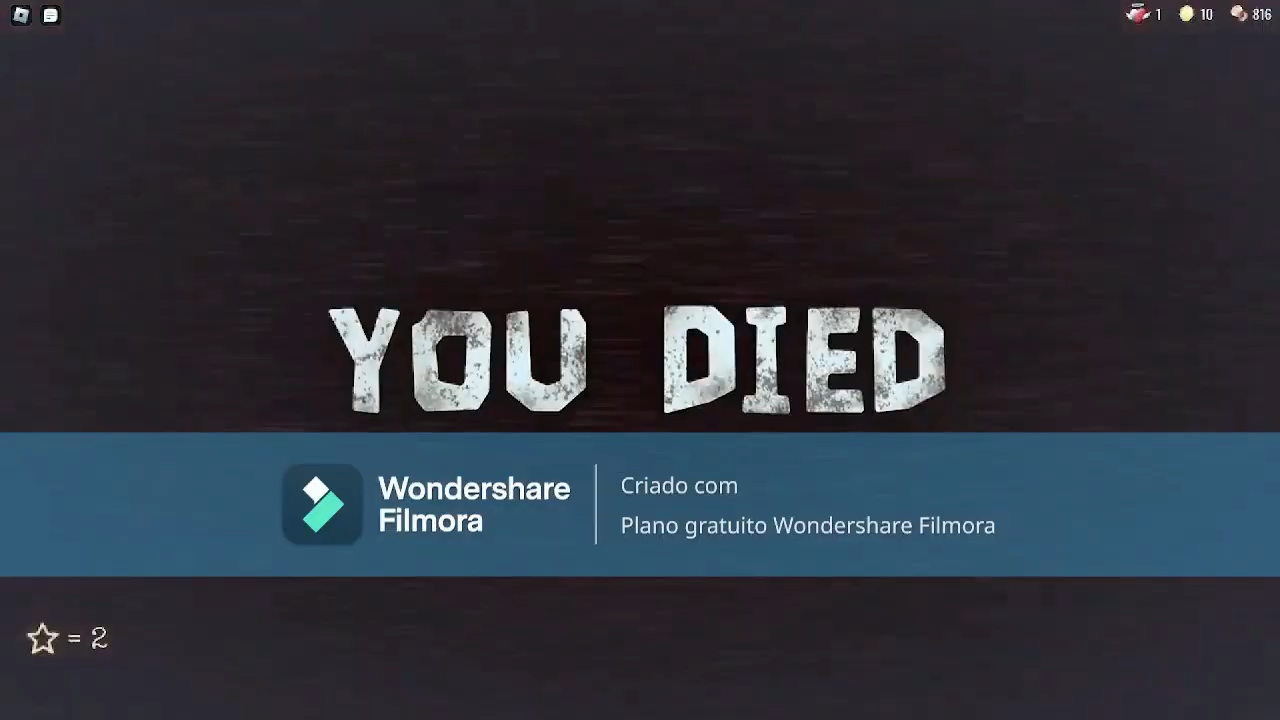 1 10 816
YOU DIED
Wondershare
Filmora
Criado com
Plano gratuito Wondershare Filmora
= 2